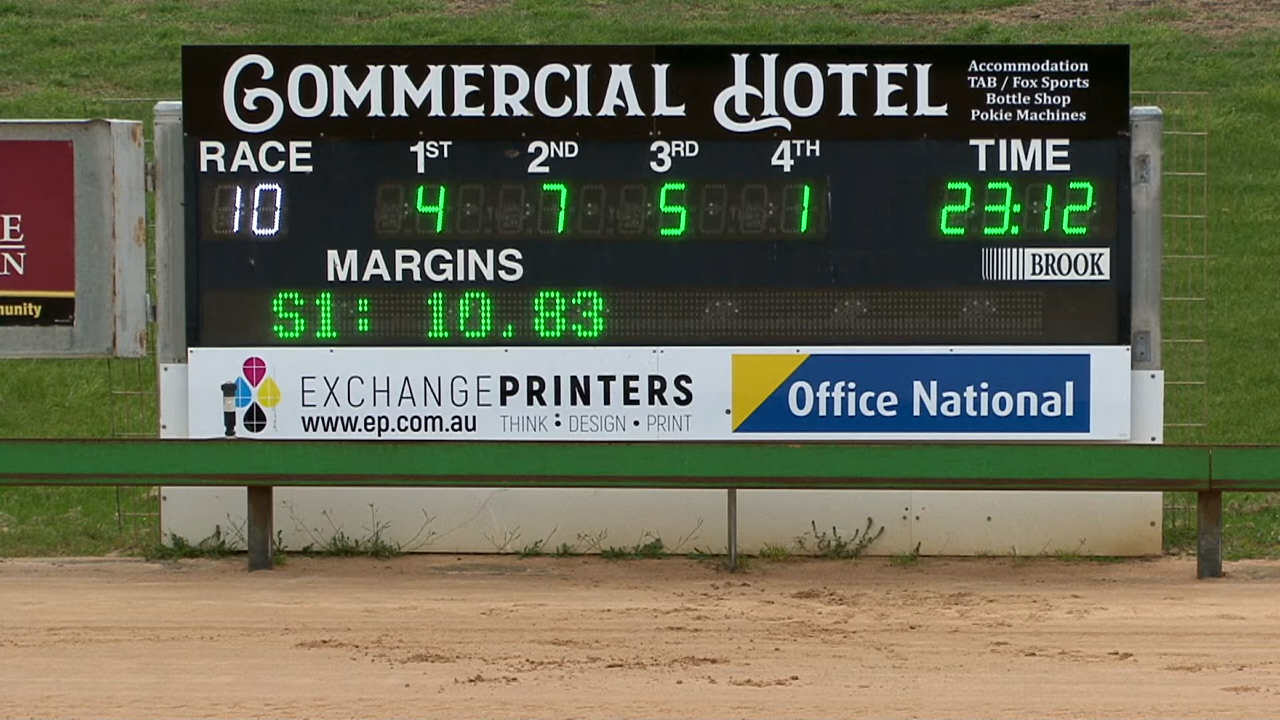 COMMERCIAL HOTEL
Accommodation
TAB / Fox Sports
Bottle Shop
Pokie Machines
RACE 1ST 2ND 3RD 4TH TIME
10 4 7 5 1 23:12
MARGINS
BROOK
S1: 10.83
E
N
munity
EXCHANGEPRINTERS
www.ep.com.au THINK : DESIGN • PRINT
Office National